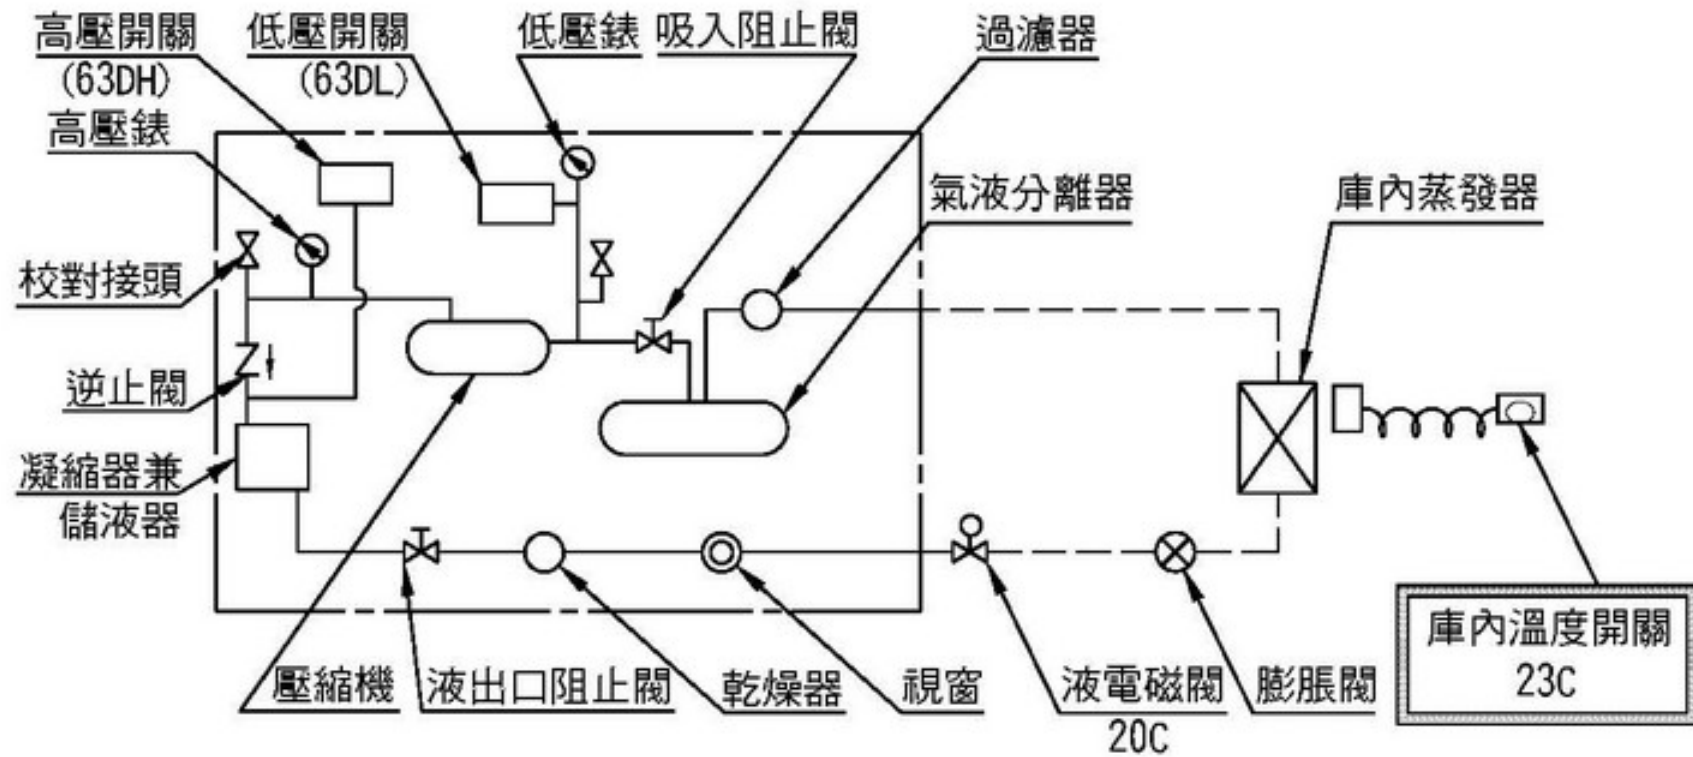 高壓開關
(63DH)
低壓開關
(63DL)
低壓錶
吸入阻止閥
過濾器
高壓錶
氣液分離器
庫內蒸發器
校對接頭
逆止閥
凝縮器兼
儲液器
壓縮機
液出口阻止閥
乾燥器
視窗
液電磁閥
20C
膨脹閥
庫內溫度開關
23C